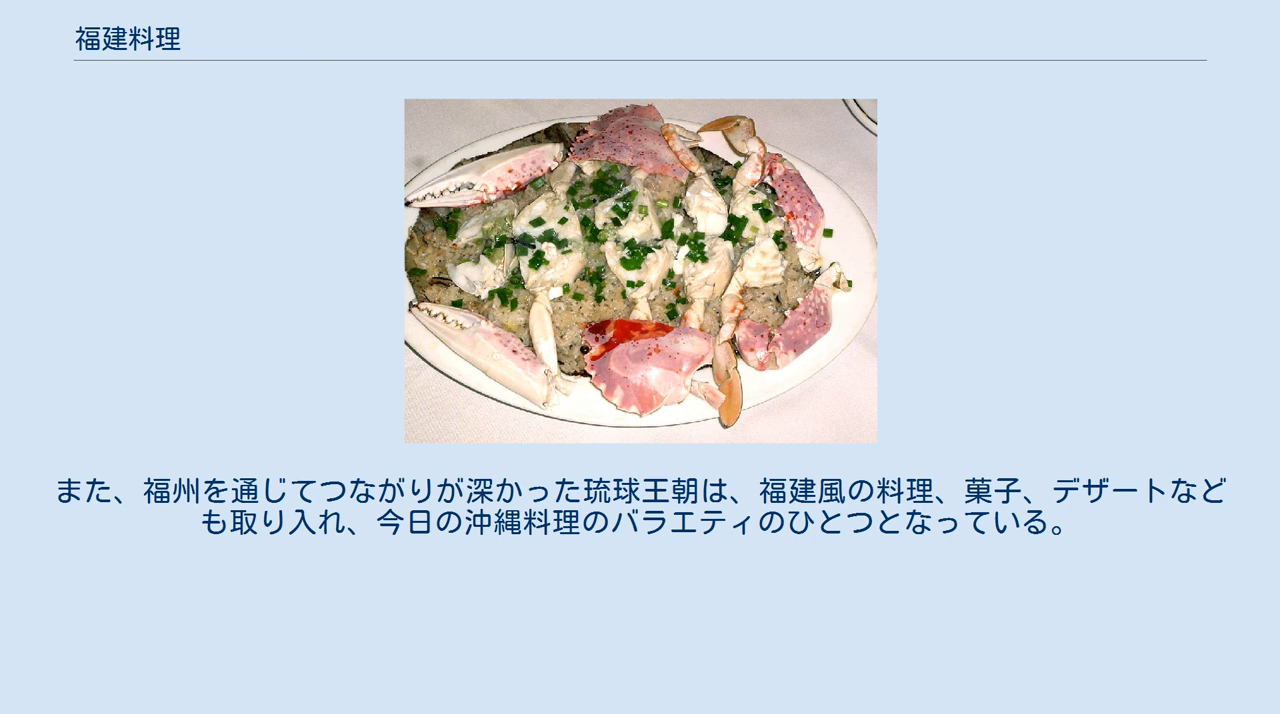 福建料理
また、福州を通じてつながりが深かった琉球王朝は、福建風の料理、菓子、デザートなど
も取り入れ、今日の沖縄料理のバラエティのひとつとなっている。